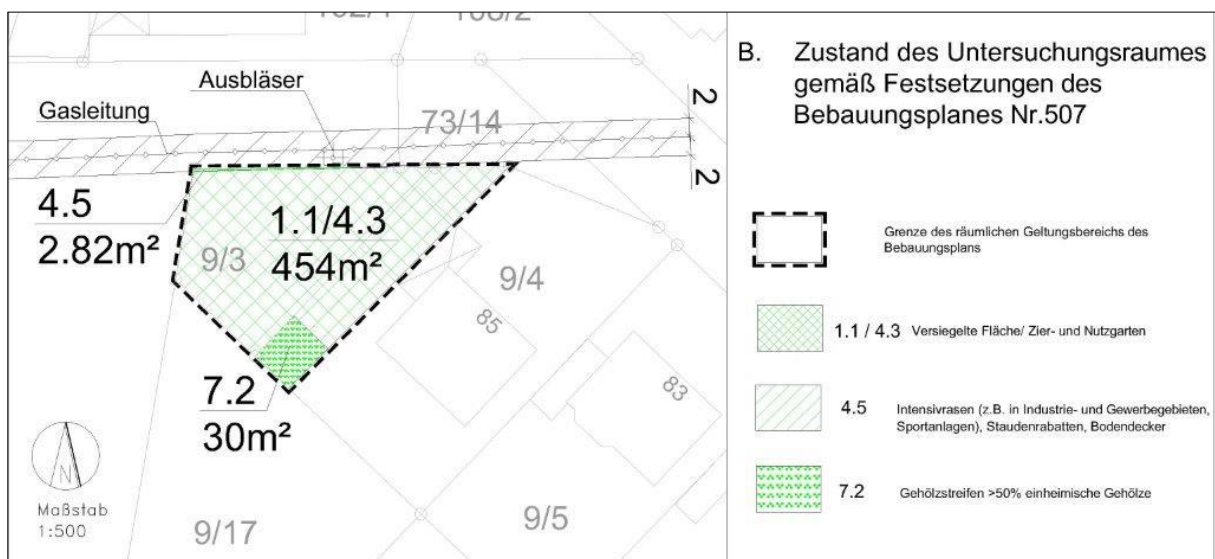 108/2
Ausbläser
Gasleitung
73/14
2
2
4.5
2.82m²
1.1/4.3
454m²
9/3
9/4
85
83
7.2
30m²
N
Maßstab
1:500
9/17
9/5
B. Zustand des Untersuchungsraumes
gemäß Festsetzungen des
Bebauungsplanes Nr.507
Grenze des räumlichen Geltungsbereichs des
Bebauungsplans
1.1 / 4.3 Versiegelte Fläche/ Zier- und Nutzgarten
4.5 Intensivrasen (z.B. in Industrie- und Gewerbegebieten,
Sportanlagen), Staudenrabatten, Bodendecker
7.2 Gehölzstreifen >50% einheimische Gehölze